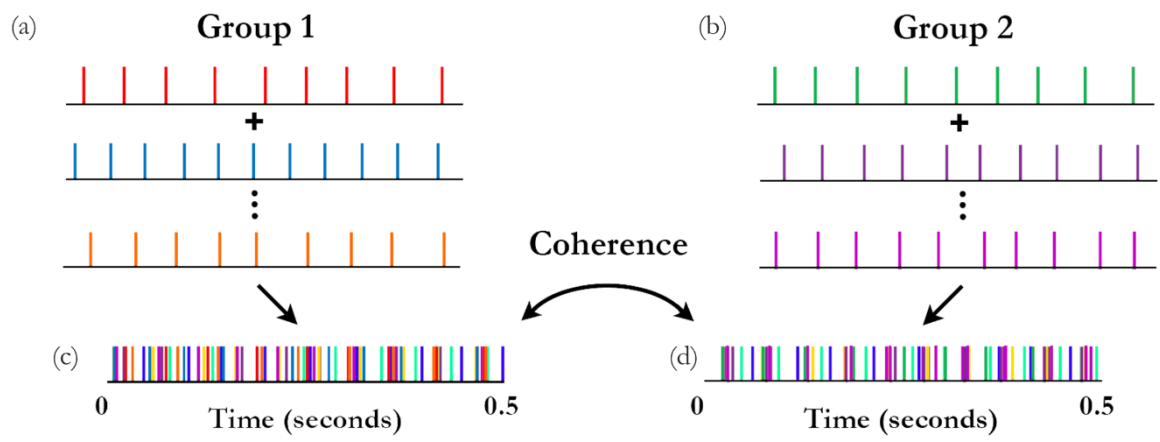 (a)
Group 1
(b)
Group 2
+
+
Coherence
(c)
(d)
0
Time (seconds)
0.5
0
Time (seconds)
0.5